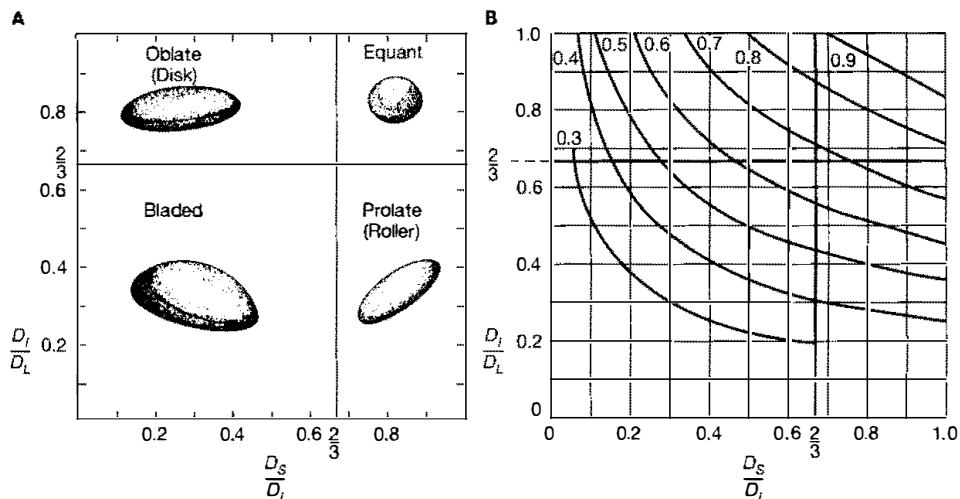 A
Oblate
(Disk)
Equant
0.8
2/3
0.6
Bladed
Prolate
(Roller)
0.4
D_I/D_L
0.2
0.2 0.4 0.6 2/3 0.8
D_S/D_I
B
1.0
0.4 0.5 0.6 0.7 0.8 0.9
0.8
0.3
2/3
0.6
0.4
D_I/D_L
0.2
0
0 0.2 0.4 0.6 2/3 0.8 1.0
D_S/D_I